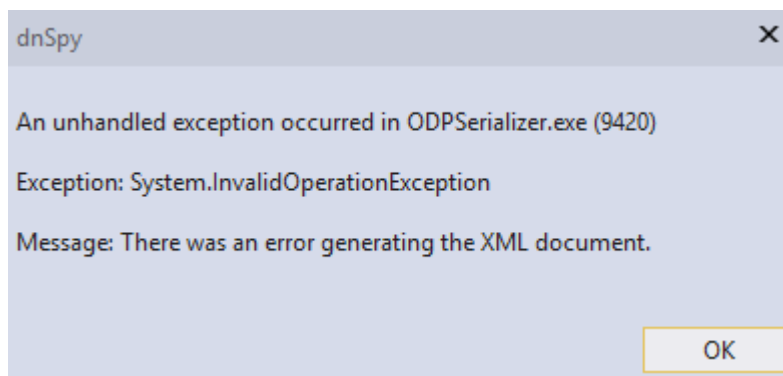 dnSpy
An unhandled exception occurred in ODPSerializer.exe (9420)
Exception: System.InvalidOperationException
Message: There was an error generating the XML document.
OK